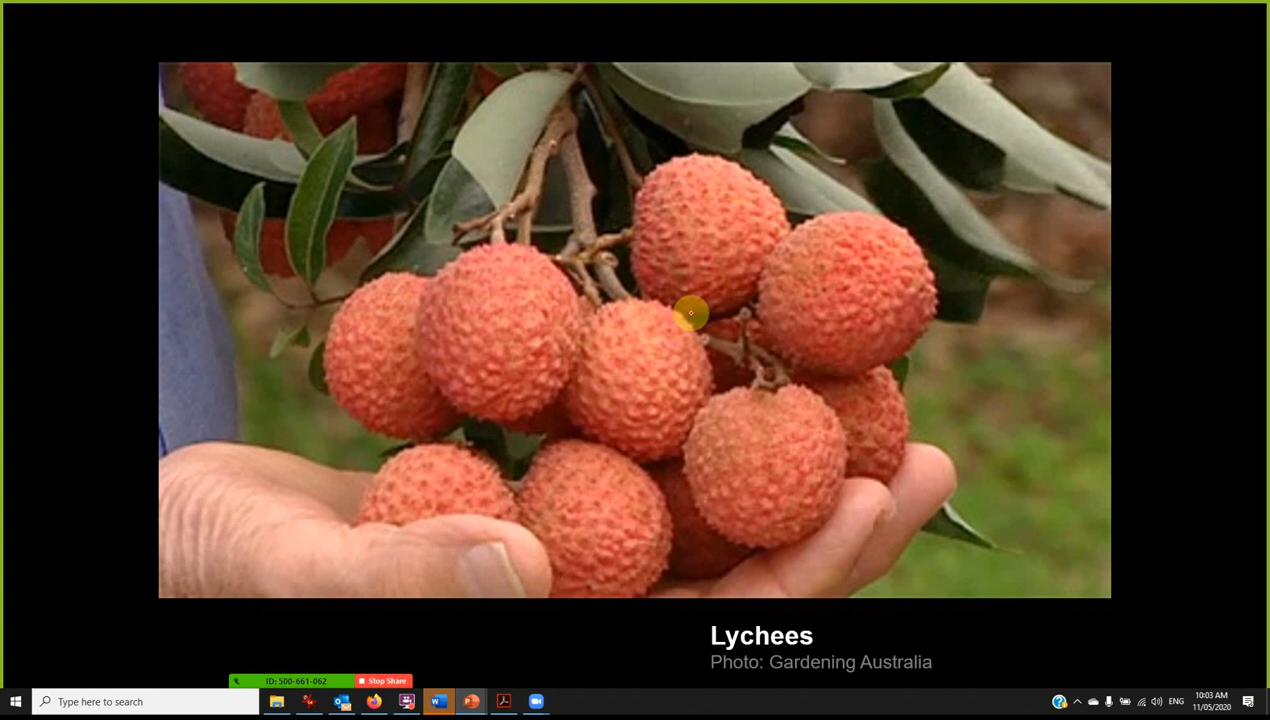 Lychees
Photo: Gardening Australia
ID: 500-661-062
Stop Share
Type here to search
ENG
10:03 AM
11/05/2020